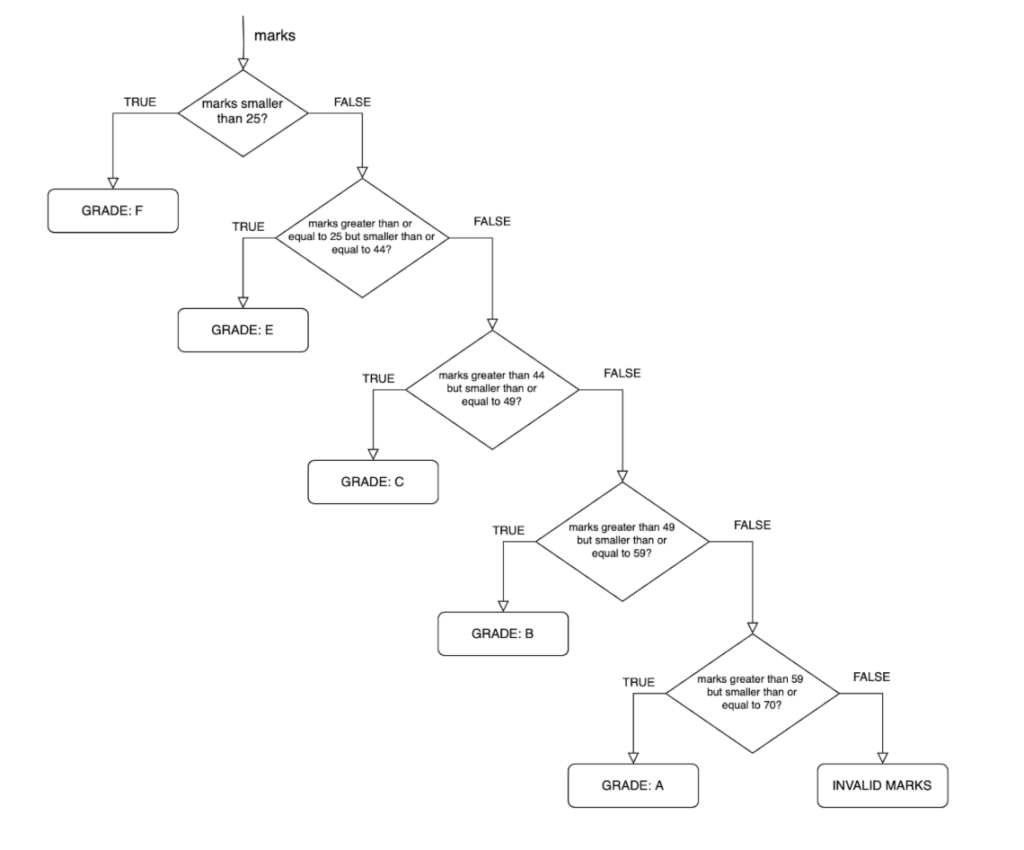 marks
TRUE
marks smaller
than 25?
FALSE
GRADE: F
TRUE
marks greater than or
equal to 25 but smaller than or
equal to 44?
FALSE
GRADE: E
TRUE
marks greater than 44
but smaller than or
equal to 49?
FALSE
GRADE: C
TRUE
marks greater than 49
but smaller than or
equal to 59?
FALSE
GRADE: B
TRUE
marks greater than 59
but smaller than or
equal to 70?
FALSE
GRADE: A
INVALID MARKS